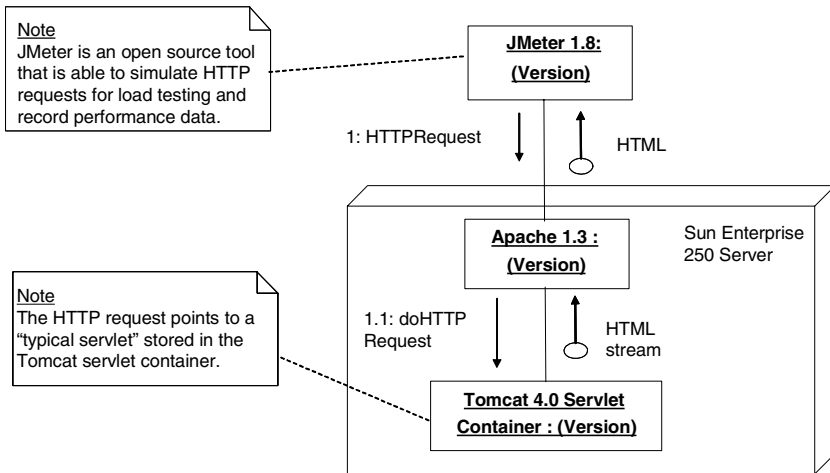 Note
JMeter is an open source tool
that is able to simulate HTTP
requests for load testing and
record performance data.
JMeter 1.8:
(Version)
1: HTTPRequest
HTML
Apache 1.3 :
(Version)
Sun Enterprise
250 Server
Note
The HTTP request points to a
“typical servlet” stored in the
Tomcat servlet container.
1.1: doHTTP
Request
HTML
stream
Tomcat 4.0 Servlet
Container : (Version)